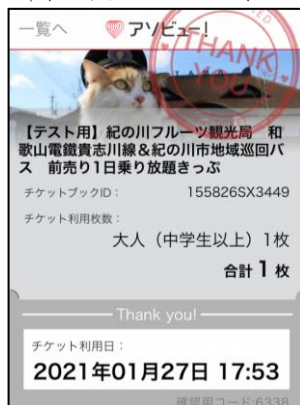 一覧へ
アソビュー!
THANK YOU
【テスト用】紀の川フルーツ観光局 和
歌山電鐵貴志川線&紀の川市地域巡回バ
ス 前売り1日乗り放題きっぷ
チケットブックID:
155826SX3449
チケット利用枚数:
大人(中学生以上)1枚
合計 1 枚
Thank you!
チケット利用日:
2021年01月27日 17:53
確認用コード:6338